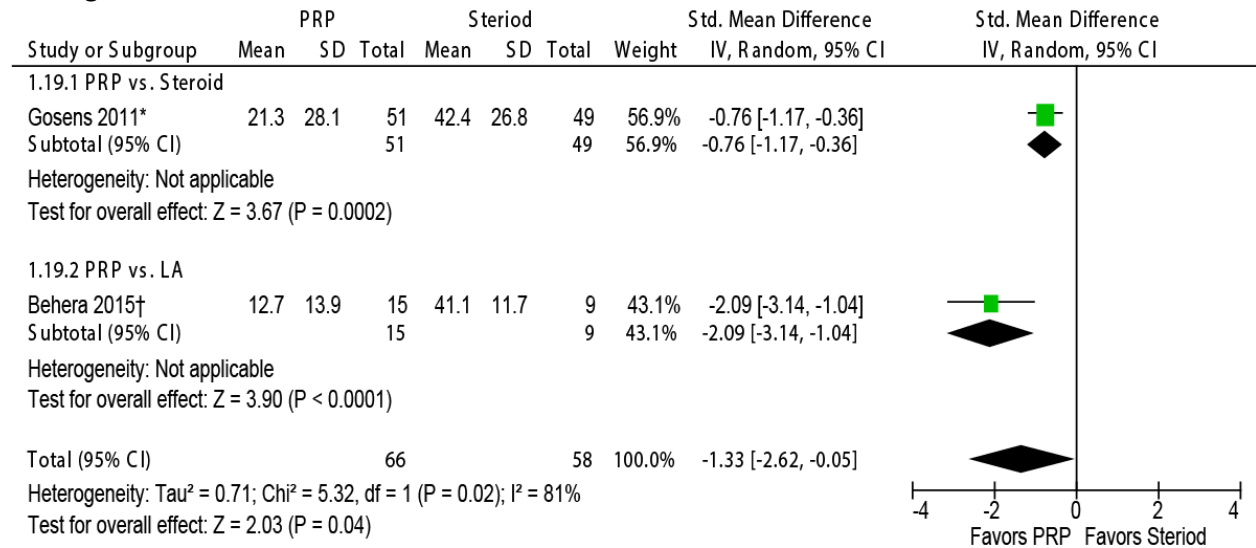 PRP Steriod Std. Mean Difference Std. Mean Difference
Study or Subgroup Mean SD Total Mean SD Total Weight IV, Random, 95% CI IV, Random, 95% CI
1.19.1 PRP vs. Steroid
Gosens 2011* 21.3 28.1 51 42.4 26.8 49 56.9% -0.76 [-1.17, -0.36]
Subtotal (95% CI) 51 49 56.9% -0.76 [-1.17, -0.36]
Heterogeneity: Not applicable
Test for overall effect: Z = 3.67 (P = 0.0002)
1.19.2 PRP vs. LA
Behera 2015† 12.7 13.9 15 41.1 11.7 9 43.1% -2.09 [-3.14, -1.04]
Subtotal (95% CI) 15 9 43.1% -2.09 [-3.14, -1.04]
Heterogeneity: Not applicable
Test for overall effect: Z = 3.90 (P < 0.0001)
Total (95% CI) 66 58 100.0% -1.33 [-2.62, -0.05]
Heterogeneity: Tau² = 0.71; Chi² = 5.32, df = 1 (P = 0.02); I² = 81%
Test for overall effect: Z = 2.03 (P = 0.04)
-4 -2 0 2 4
Favors PRP Favors Steriod